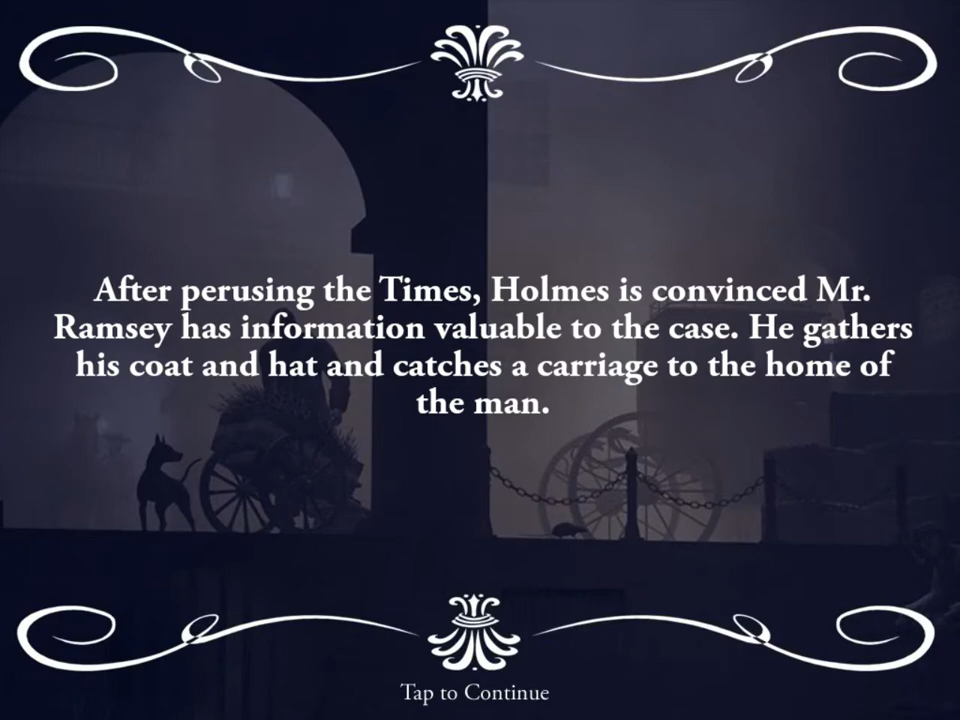 After perusing the Times, Holmes is convinced Mr.
Ramsey has information valuable to the case. He gathers
his coat and hat and catches a carriage to the home of
the man.
Tap to Continue